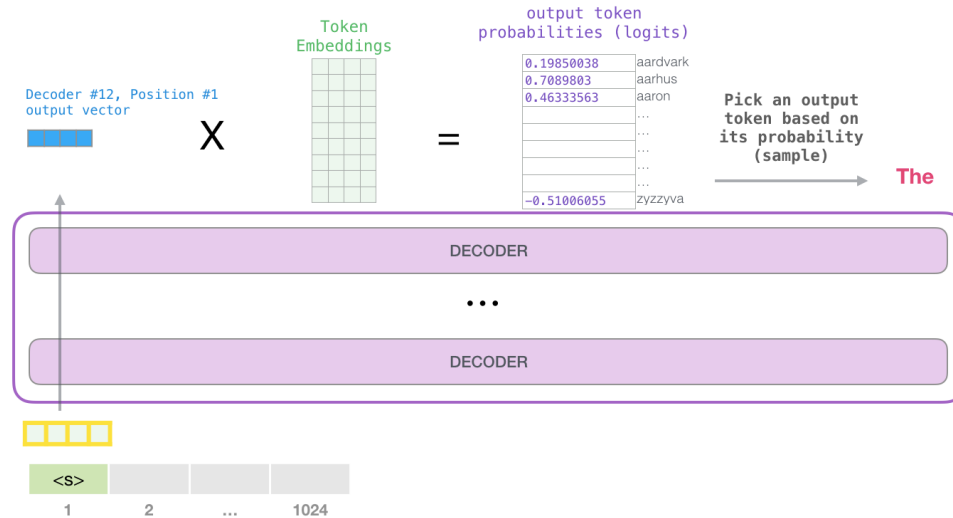 Token
Embeddings
output token
probabilities (logits)
Decoder #12, Position #1
output vector
X
=
0.19850038 aardvark
0.7089803 aarhus
0.46333563 aaron
...
...
...
...
...
-0.51006055 zyzzyva
Pick an output
token based on
its probability
(sample)
The
DECODER
...
DECODER
<s>
1 2 ... 1024